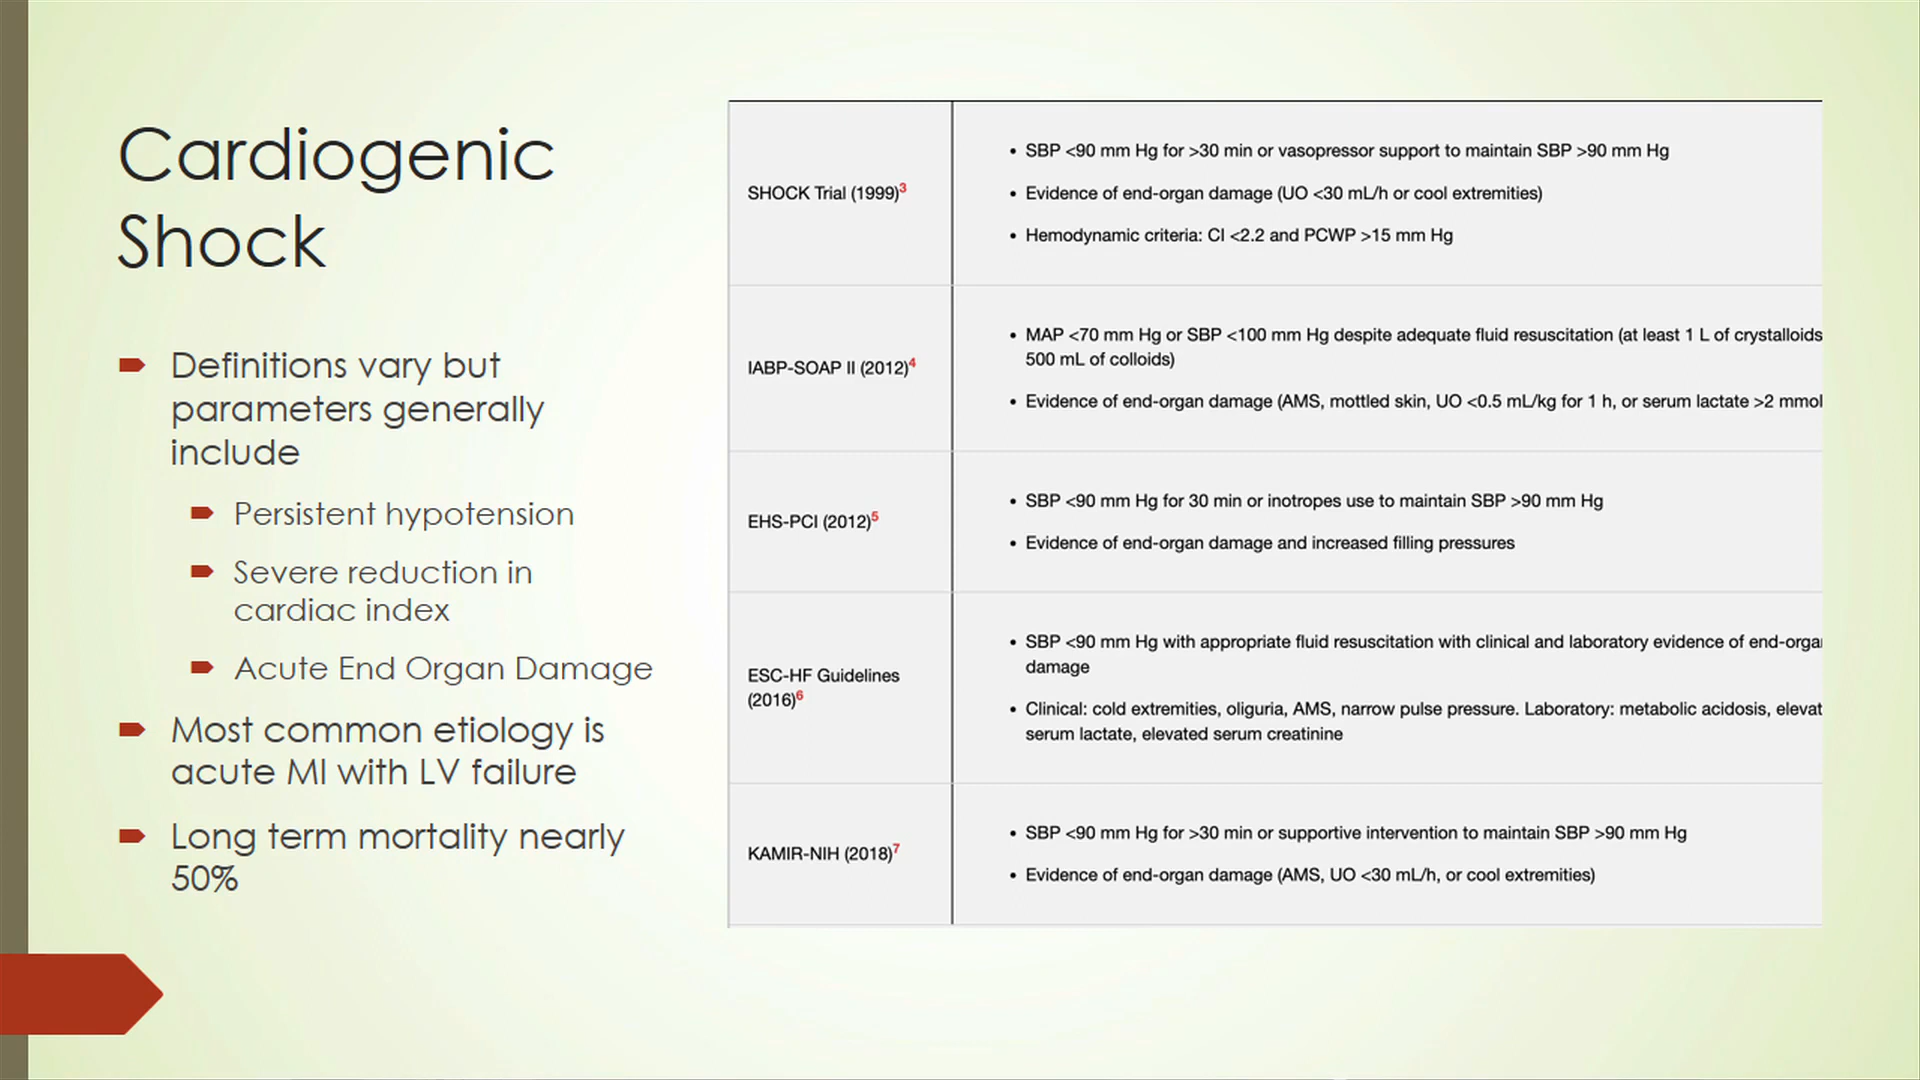 Cardiogenic
Shock
Definitions vary but
parameters generally
include
Persistent hypotension
Severe reduction in
cardiac index
Acute End Organ Damage
Most common etiology is
acute MI with LV failure
Long term mortality nearly
50%
SHOCK Trial (1999)3
• SBP <90 mm Hg for >30 min or vasopressor support to maintain SBP >90 mm Hg
• Evidence of end-organ damage (UO <30 mL/h or cool extremities)
• Hemodynamic criteria: CI <2.2 and PCWP >15 mm Hg
IABP-SOAP II (2012)4
• MAP <70 mm Hg or SBP <100 mm Hg despite adequate fluid resuscitation (at least 1 L of crystalloids
500 mL of colloids)
• Evidence of end-organ damage (AMS, mottled skin, UO <0.5 mL/kg for 1 h, or serum lactate >2 mmol
EHS-PCI (2012)5
• SBP <90 mm Hg for 30 min or inotropes use to maintain SBP >90 mm Hg
• Evidence of end-organ damage and increased filling pressures
ESC-HF Guidelines
(2016)6
• SBP <90 mm Hg with appropriate fluid resuscitation with clinical and laboratory evidence of end-orga
damage
• Clinical: cold extremities, oliguria, AMS, narrow pulse pressure. Laboratory: metabolic acidosis, elevat
serum lactate, elevated serum creatinine
KAMIR-NIH (2018)7
• SBP <90 mm Hg for >30 min or supportive intervention to maintain SBP >90 mm Hg
• Evidence of end-organ damage (AMS, UO <30 mL/h, or cool extremities)